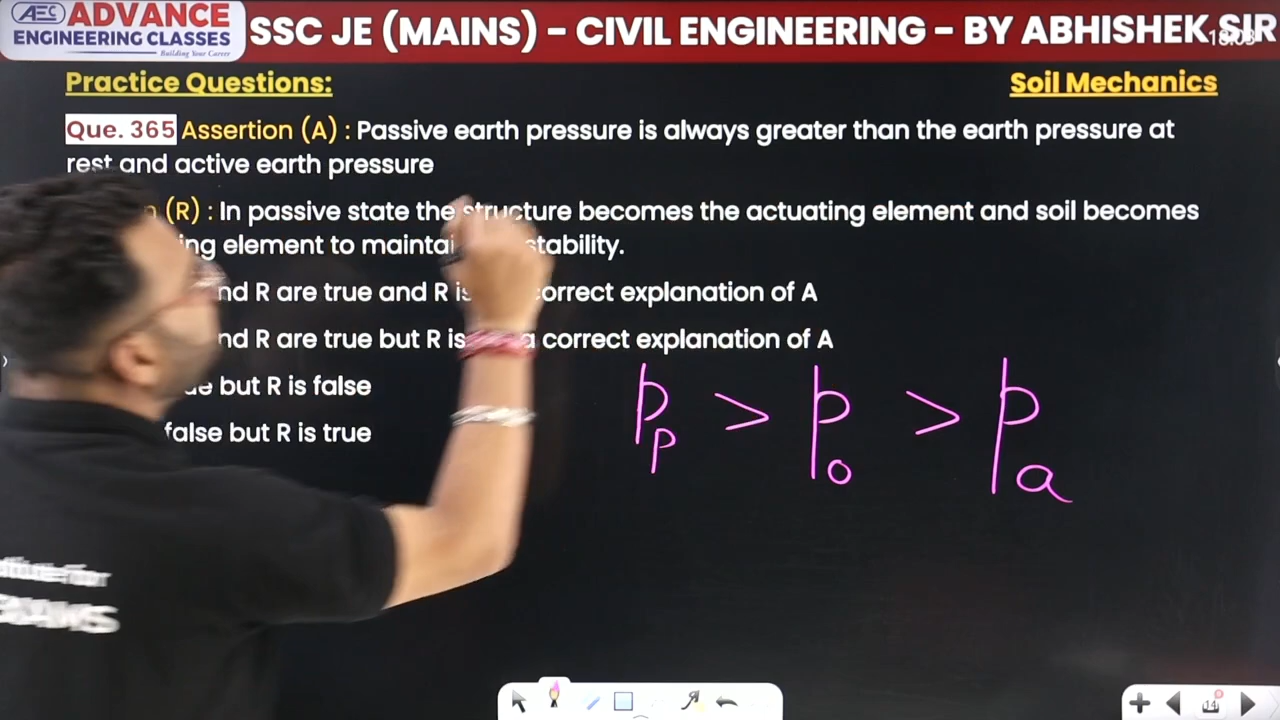 AEC ADVANCE
ENGINEERING CLASSES
Building Your Career
SSC JE (MAINS) - CIVIL ENGINEERING - BY ABHISHEK SIR
18:03
Practice Questions: Soil Mechanics
Que. 365 Assertion (A) : Passive earth pressure is always greater than the earth pressure at
rest and active earth pressure
(R) : In passive state the structure becomes the actuating element and soil becomes
element to stability.
R are true and R correct explanation of A
R are true but R is a correct explanation of A
but R is false
false but R is true
Pp > Po > Pa
14